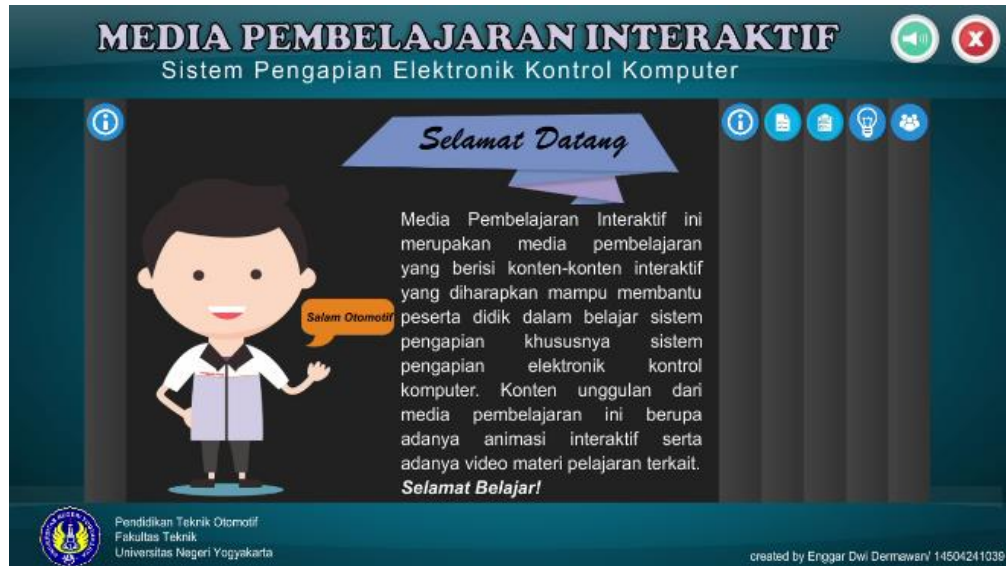 MEDIA PEMBELAJARAN INTERAKTIF
Sistem Pengapian Elektronik Kontrol Komputer
Selamat Datang
Media Pembelajaran Interaktif ini
merupakan media pembelajaran
yang berisi konten-konten interaktif
yang diharapkan mampu membantu
peserta didik dalam belajar sistem
pengapian khususnya sistem
pengapian elektronik kontrol
komputer. Konten unggulan dari
media pembelajaran ini berupa
adanya animasi interaktif serta
adanya video materi pelajaran terkait.
Selamat Belajar!
Salam Otomotif
Pendidikan Teknik Otomotif
Fakultas Teknik
Universitas Negeri Yogyakarta
created by Enggar Dwi Dermawan/ 14504241039